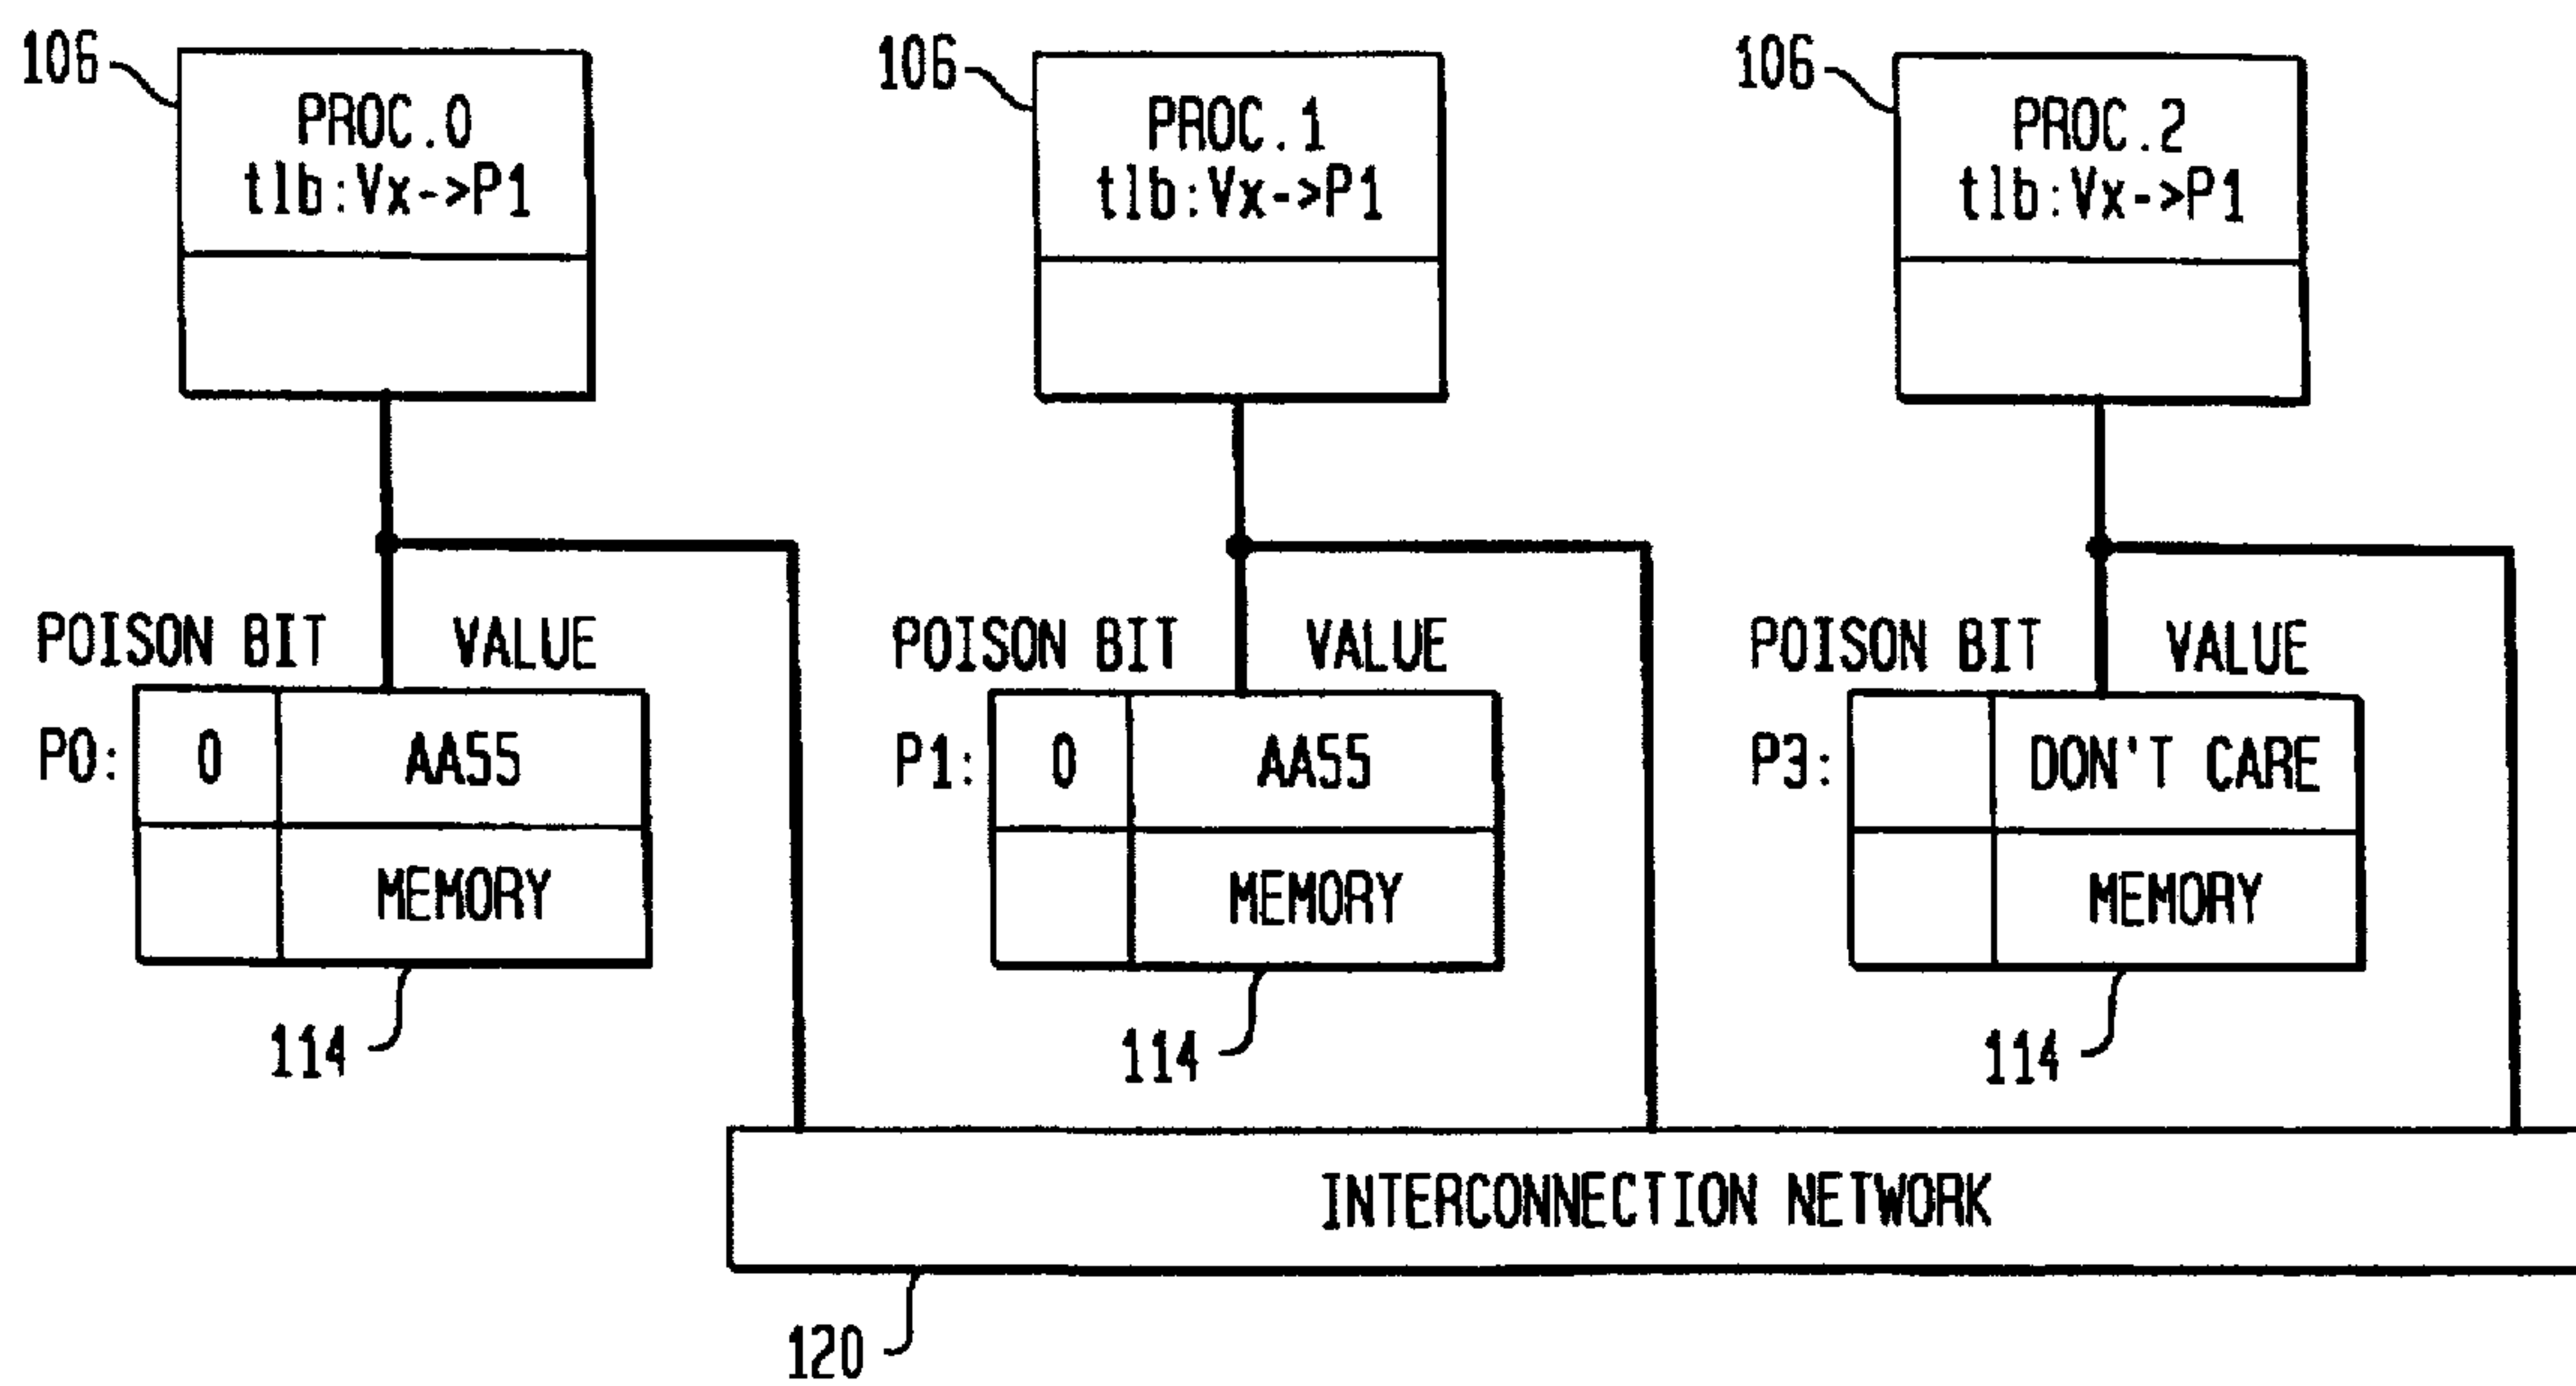 106 106 106
PROC.0 PROC.1 PROC.2
tlb:Vx->P1 tlb:Vx->P1 tlb:Vx->P1
POISON BIT VALUE POISON BIT VALUE POISON BIT VALUE
P0: 0 AA55 P1: 0 AA55 P3: DON'T CARE
MEMORY MEMORY MEMORY
114 114 114
INTERCONNECTION NETWORK
120